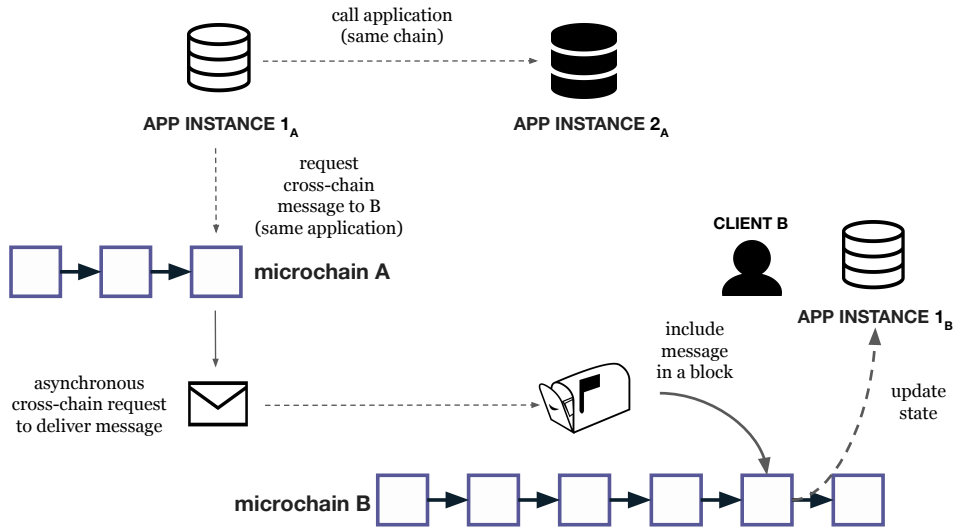 call application
(same chain)
APP INSTANCE 1A
APP INSTANCE 2A
request
cross-chain
message to B
(same application)
CLIENT B
microchain A
APP INSTANCE 1B
include
message
in a block
asynchronous
cross-chain request
to deliver message
update
state
microchain B